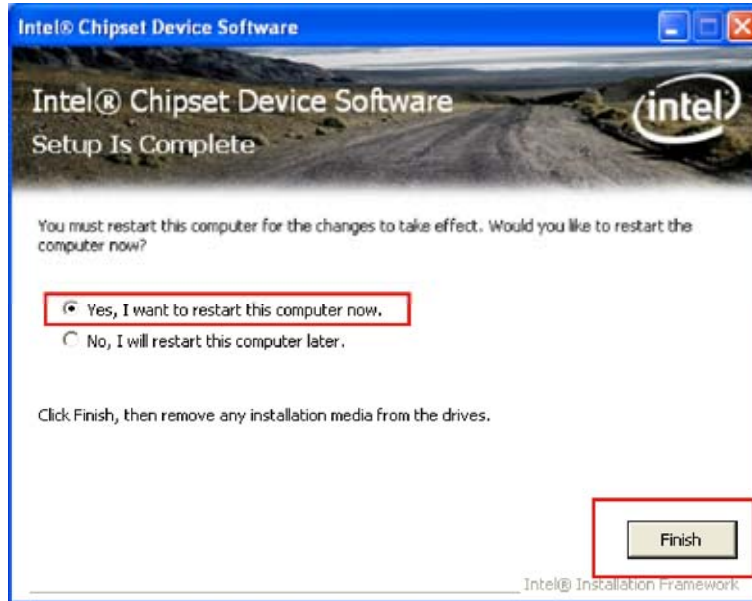 Intel® Chipset Device Software
Intel® Chipset Device Software
Setup Is Complete
intel
You must restart this computer for the changes to take effect. Would you like to restart the
computer now?
Yes, I want to restart this computer now.
No, I will restart this computer later.
Click Finish, then remove any installation media from the drives.
Finish
Intel® Installation Framework